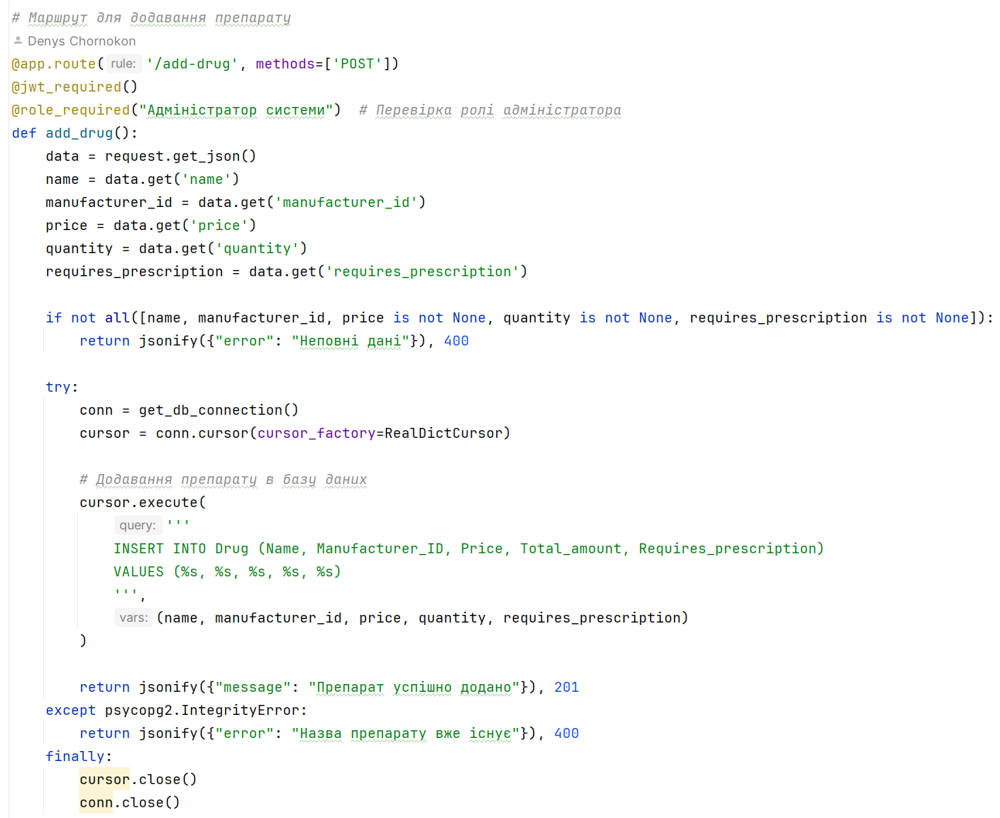 # Маршрут для додавання препарату
Denys Chornokon
@app.route( rule: '/add-drug', methods=['POST'])
@jwt_required()
@role_required("Адміністратор системи")  # Перевірка ролі адміністратора
def add_drug():
    data = request.get_json()
    name = data.get('name')
    manufacturer_id = data.get('manufacturer_id')
    price = data.get('price')
    quantity = data.get('quantity')
    requires_prescription = data.get('requires_prescription')
    if not all([name, manufacturer_id, price is not None, quantity is not None, requires_prescription is not None]):
        return jsonify({"error": "Неповні дані"}), 400
    try:
        conn = get_db_connection()
        cursor = conn.cursor(cursor_factory=RealDictCursor)
        # Додавання препарату в базу даних
        cursor.execute(
            query: '''
            INSERT INTO Drug (Name, Manufacturer_ID, Price, Total_amount, Requires_prescription)
            VALUES (%s, %s, %s, %s, %s)
            ''',
            vars: (name, manufacturer_id, price, quantity, requires_prescription)
        )
        return jsonify({"message": "Препарат успішно додано"}), 201
    except psycopg2.IntegrityError:
        return jsonify({"error": "Назва препарату вже існує"}), 400
    finally:
        cursor.close()
        conn.close()